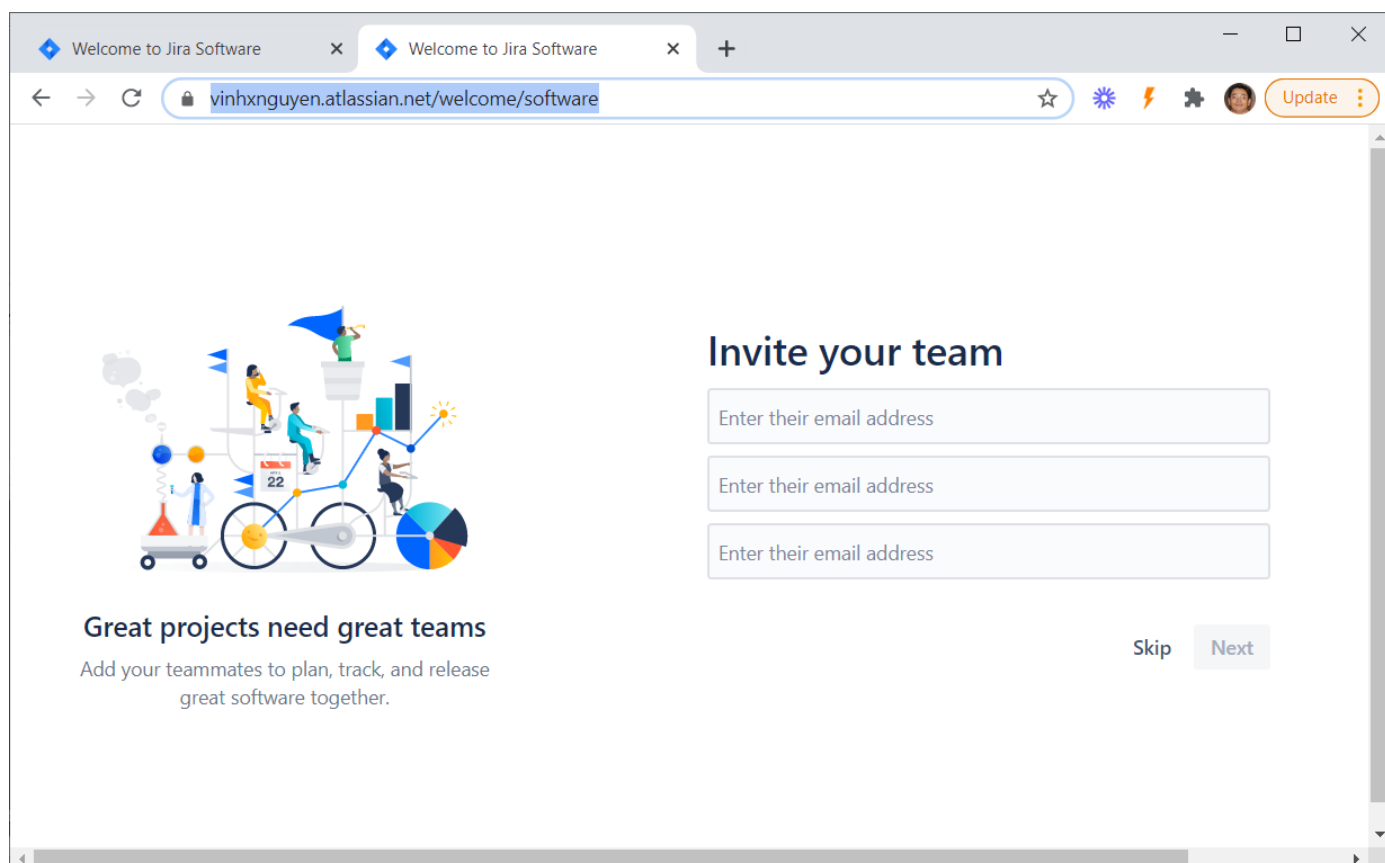 Welcome to Jira Software
Welcome to Jira Software
vinhxnguyen.atlassian.net/welcome/software
Update
22
Great projects need great teams
Add your teammates to plan, track, and release
great software together.
Invite your team
Enter their email address
Enter their email address
Enter their email address
Skip
Next